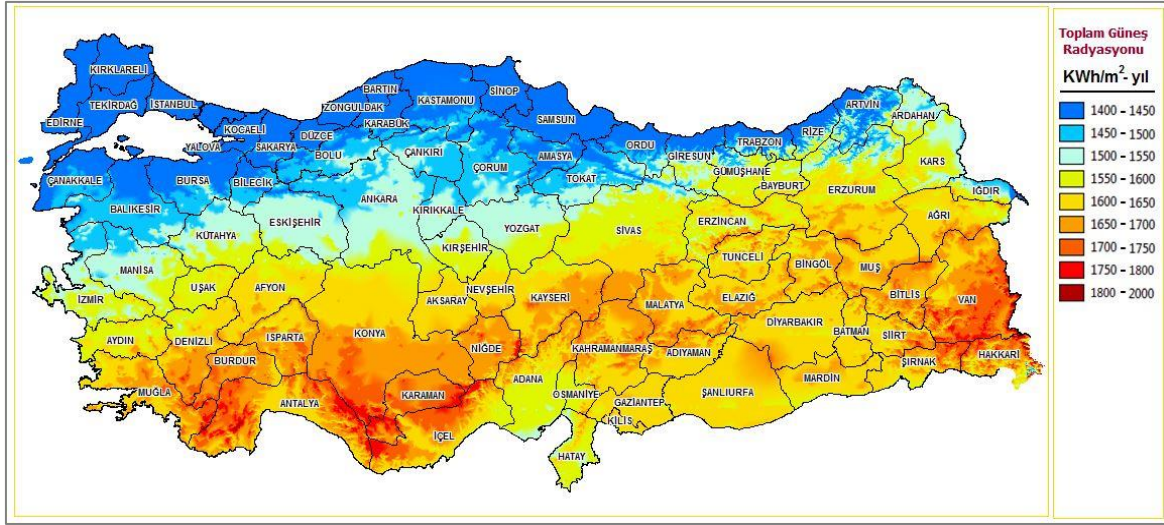 Toplam Güneş
Radyasyonu
KWh/m²- yıl
1400 - 1450
1450 - 1500
1500 - 1550
1550 - 1600
1600 - 1650
1650 - 1700
1700 - 1750
1750 - 1800
1800 - 2000
KIRKLARELİ
TEKİRDAĞ
İSTANBUL
EDİRNE
KOCAELİ
YALOVA
SAKARYA
DÜZCE
ZONGULDAK
BARTIN
KARABÜK
KASTAMONU
SİNOP
SAMSUN
BOLU
ÇANKIRI
ÇORUM
AMASYA
ORDU
TOKAT
GİRESUN
TRABZON
RİZE
ARTVİN
ARDAHAN
GÜMÜŞHANE
BAYBURT
ERZURUM
KARS
IĞDIR
ÇANAKKALE
BURSA
BİLECİK
BALIKESİR
ESKİŞEHİR
ANKARA
KIRIKKALE
KÜTAHYA
YOZGAT
SİVAS
ERZİNCAN
AĞRI
KIRŞEHİR
TUNCELİ
BİNGÖL
MUŞ
MANİSA
UŞAK
AFYON
İZMİR
NEVŞEHİR
AKSARAY
KAYSERİ
MALATYA
ELAZIĞ
BİTLİS
VAN
AYDIN
DENİZLİ
ISPARTA
KONYA
NİĞDE
KAHRAMANMARAŞ
ADIYAMAN
DİYARBAKIR
BATMAN
SİİRT
ŞIRNAK
HAKKARİ
MUĞLA
BURDUR
ANTALYA
KARAMAN
İÇEL
ADANA
OSMANİYE
GAZİANTEP
KİLİS
ŞANLIURFA
MARDİN
HATAY